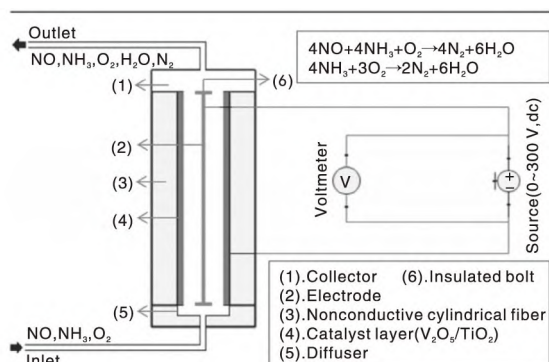 Outlet
NO,NH₃,O₂,H₂O,N₂
4NO+4NH₃+O₂→4N₂+6H₂O
4NH₃+3O₂→2N₂+6H₂O
(1)
(6)
(2)
(3)
(4)
(5)
Voltmeter
V
+
−
Source(0~300 V,dc)
(1).Collector (6).Insulated bolt
(2).Electrode
(3).Nonconductive cylindrical fiber
(4).Catalyst layer(V₂O₅/TiO₂)
(5).Diffuser
NO,NH₃,O₂
Inlet